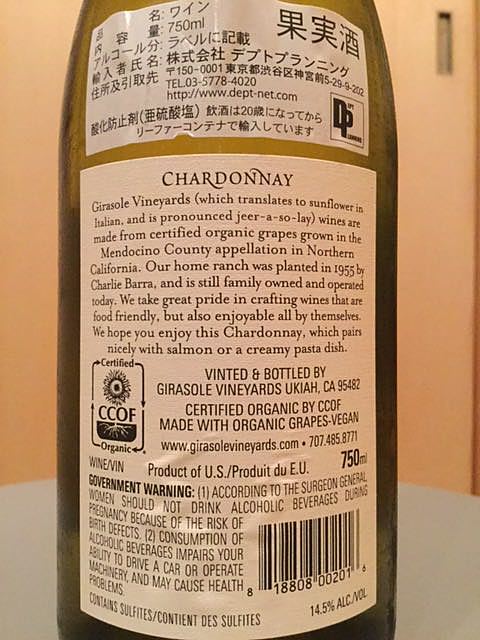 品名: ワイン
内容量: 750ml
果実酒
アルコール分: ラベルに記載
輸入者氏名: 株式会社 デプトプランニング
住所及引取先 〒150-0001 東京都渋谷区神宮前5-29-9-202
TEL.03-5778-4020
http://www.dept-net.com
酸化防止剤(亜硫酸塩) 飲酒は20歳になってから
リーファーコンテナで輸入しています
DP
DEPT
PLANNING
CHARDONNAY
Girasole Vineyards (which translates to sunflower in
Italian, and is pronounced jeer-a-so-lay) wines are
made from certified organic grapes grown in the
Mendocino County appellation in Northern
California. Our home ranch was planted in 1955 by
Charlie Barra, and is still family owned and operated
today. We take great pride in crafting wines that are
food friendly, but also enjoyable all by themselves.
We hope you enjoy this Chardonnay, which pairs
nicely with salmon or a creamy pasta dish.
Certified
CCOF
Organic
VINTED & BOTTLED BY
GIRASOLE VINEYARDS UKIAH, CA 95482
CERTIFIED ORGANIC BY CCOF
MADE WITH ORGANIC GRAPES-VEGAN
www.girasolevineyards.com • 707.485.8771
WINE/VIN Product of U.S./Produit du E.U. 750ml
GOVERNMENT WARNING: (1) ACCORDING TO THE SURGEON GENERAL,
WOMEN SHOULD NOT DRINK ALCOHOLIC BEVERAGES DURING
PREGNANCY BECAUSE OF THE RISK OF
BIRTH DEFECTS. (2) CONSUMPTION OF
ALCOHOLIC BEVERAGES IMPAIRS YOUR
ABILITY TO DRIVE A CAR OR OPERATE
MACHINERY, AND MAY CAUSE HEALTH
PROBLEMS.
8 18808 00201 6
CONTAINS SULFITES/CONTIENT DES SULFITES
14.5% ALC./VOL.